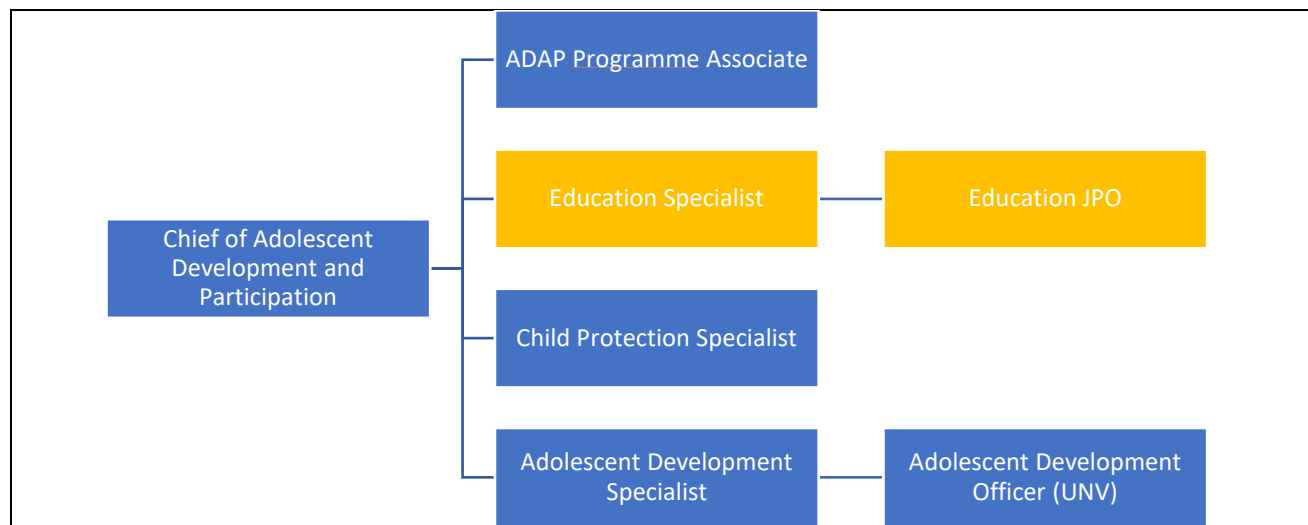 ADAP Programme Associate
Education Specialist
Education JPO
Chief of Adolescent
Development and
Participation
Child Protection Specialist
Adolescent Development
Specialist
Adolescent Development
Officer (UNV)